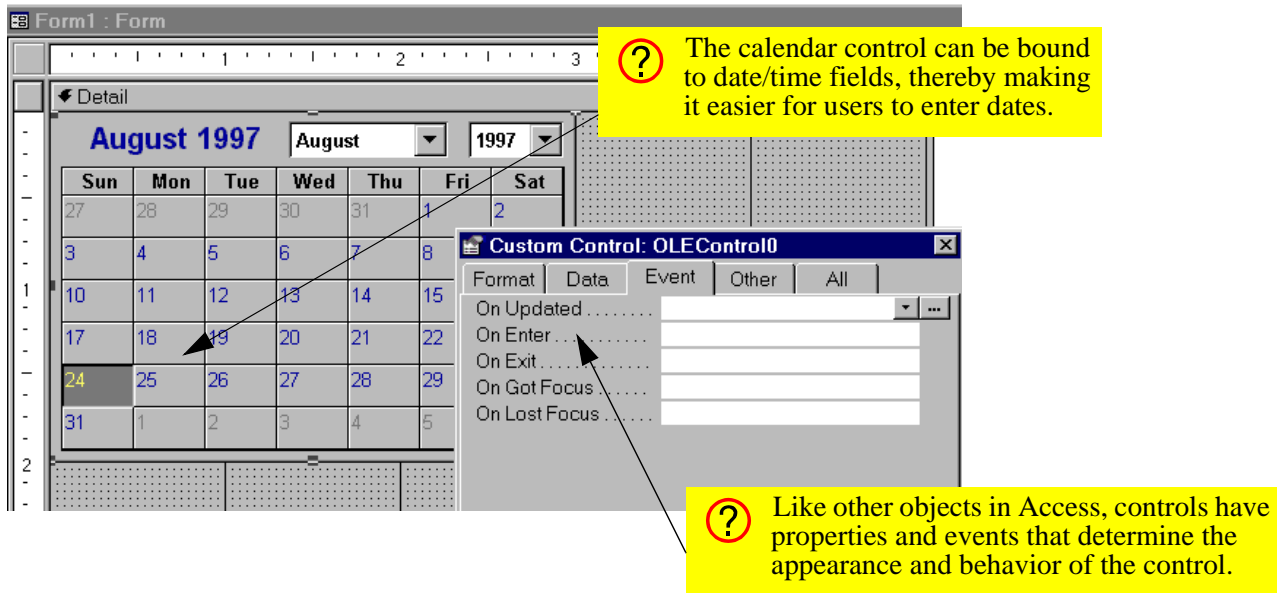 Form1 : Form
1 2 3
The calendar control can be bound
to date/time fields, thereby making
it easier for users to enter dates.
Detail
August 1997 August 1997
Sun Mon Tue Wed Thu Fri Sat
27 28 29 30 31 1 2
3 4 5 6 7 8
10 11 12 13 14 15
17 18 19 20 21 22
24 25 26 27 28 29
31 1 2 3 4 5
1
2
Custom Control: OLEControl0
Format Data Event Other All
On Updated ........ ...
On Enter ...........
On Exit .............
On Got Focus ......
On Lost Focus ......
?
?
Like other objects in Access, controls have
properties and events that determine the
appearance and behavior of the control.